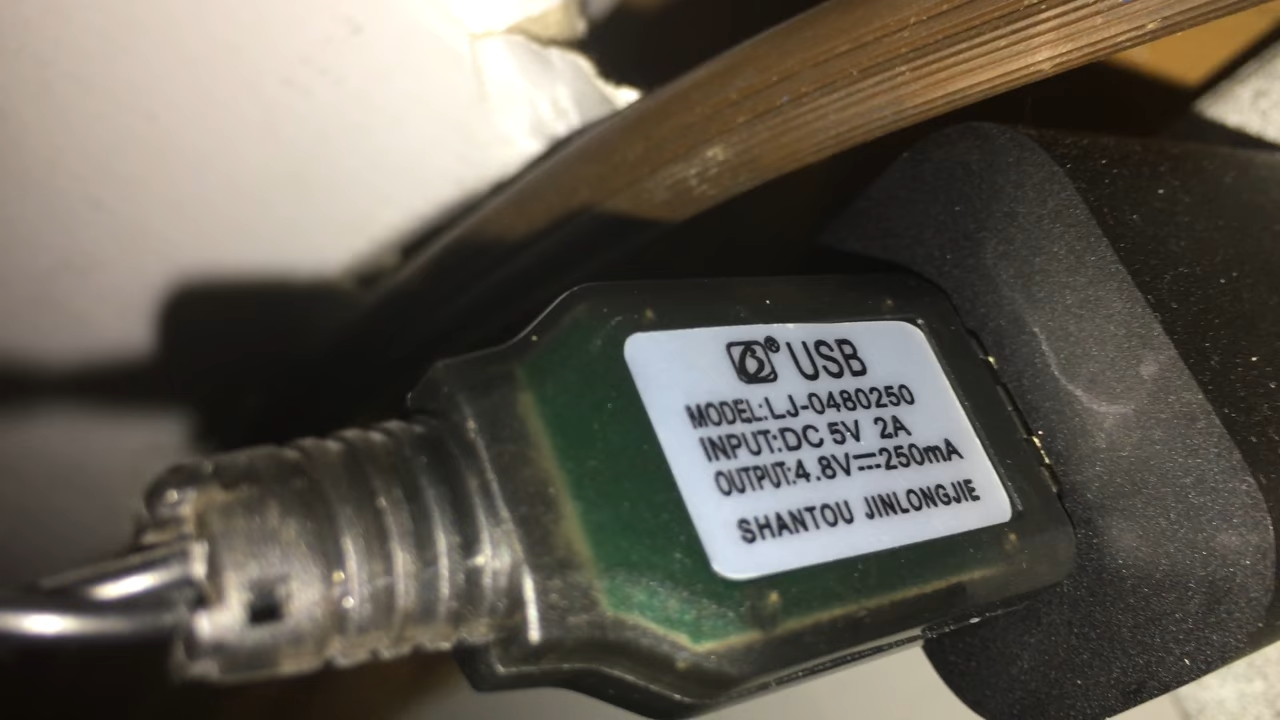 ® USB
MODEL:LJ-0480250
INPUT:DC 5V 2A
OUTPUT:4.8V⎓250mA
SHANTOU JINLONGJIE